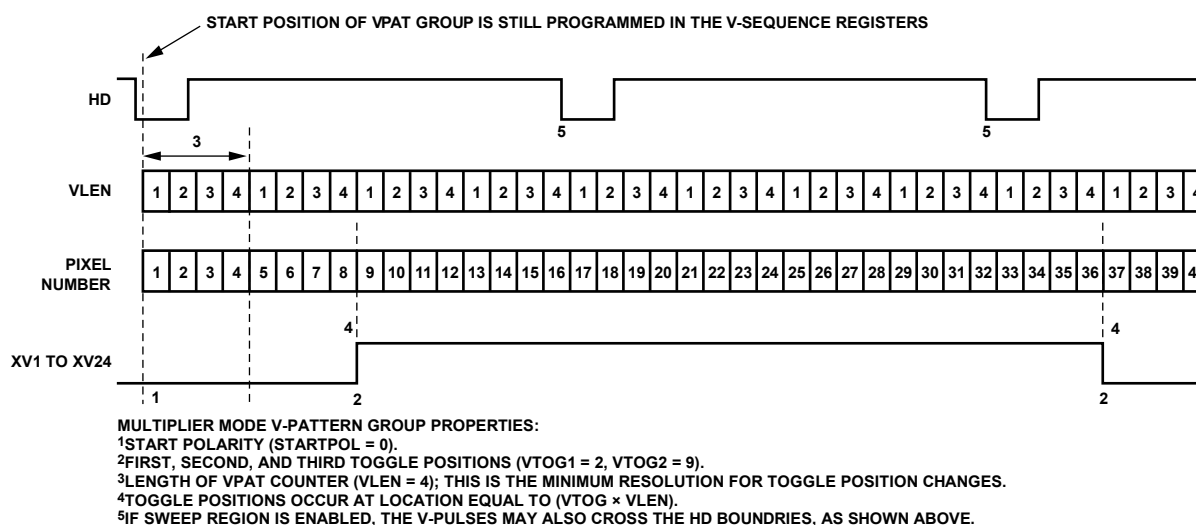 START POSITION OF VPAT GROUP IS STILL PROGRAMMED IN THE V-SEQUENCE REGISTERS
HD
5 5
3
VLEN 1 2 3 4 1 2 3 4 1 2 3 4 1 2 3 4 1 2 3 4 1 2 3 4 1 2 3 4 1 2 3 4 1 2 3 4 1 2 3 4
PIXEL
NUMBER
1 2 3 4 5 6 7 8 9 10 11 12 13 14 15 16 17 18 19 20 21 22 23 24 25 26 27 28 29 30 31 32 33 34 35 36 37 38 39 4
4 4
XV1 TO XV24
1 2 2
MULTIPLIER MODE V-PATTERN GROUP PROPERTIES:
1START POLARITY (STARTPOL = 0).
2FIRST, SECOND, AND THIRD TOGGLE POSITIONS (VTOG1 = 2, VTOG2 = 9).
3LENGTH OF VPAT COUNTER (VLEN = 4); THIS IS THE MINIMUM RESOLUTION FOR TOGGLE POSITION CHANGES.
4TOGGLE POSITIONS OCCUR AT LOCATION EQUAL TO (VTOG × VLEN).
5IF SWEEP REGION IS ENABLED, THE V-PULSES MAY ALSO CROSS THE HD BOUNDRIES, AS SHOWN ABOVE.